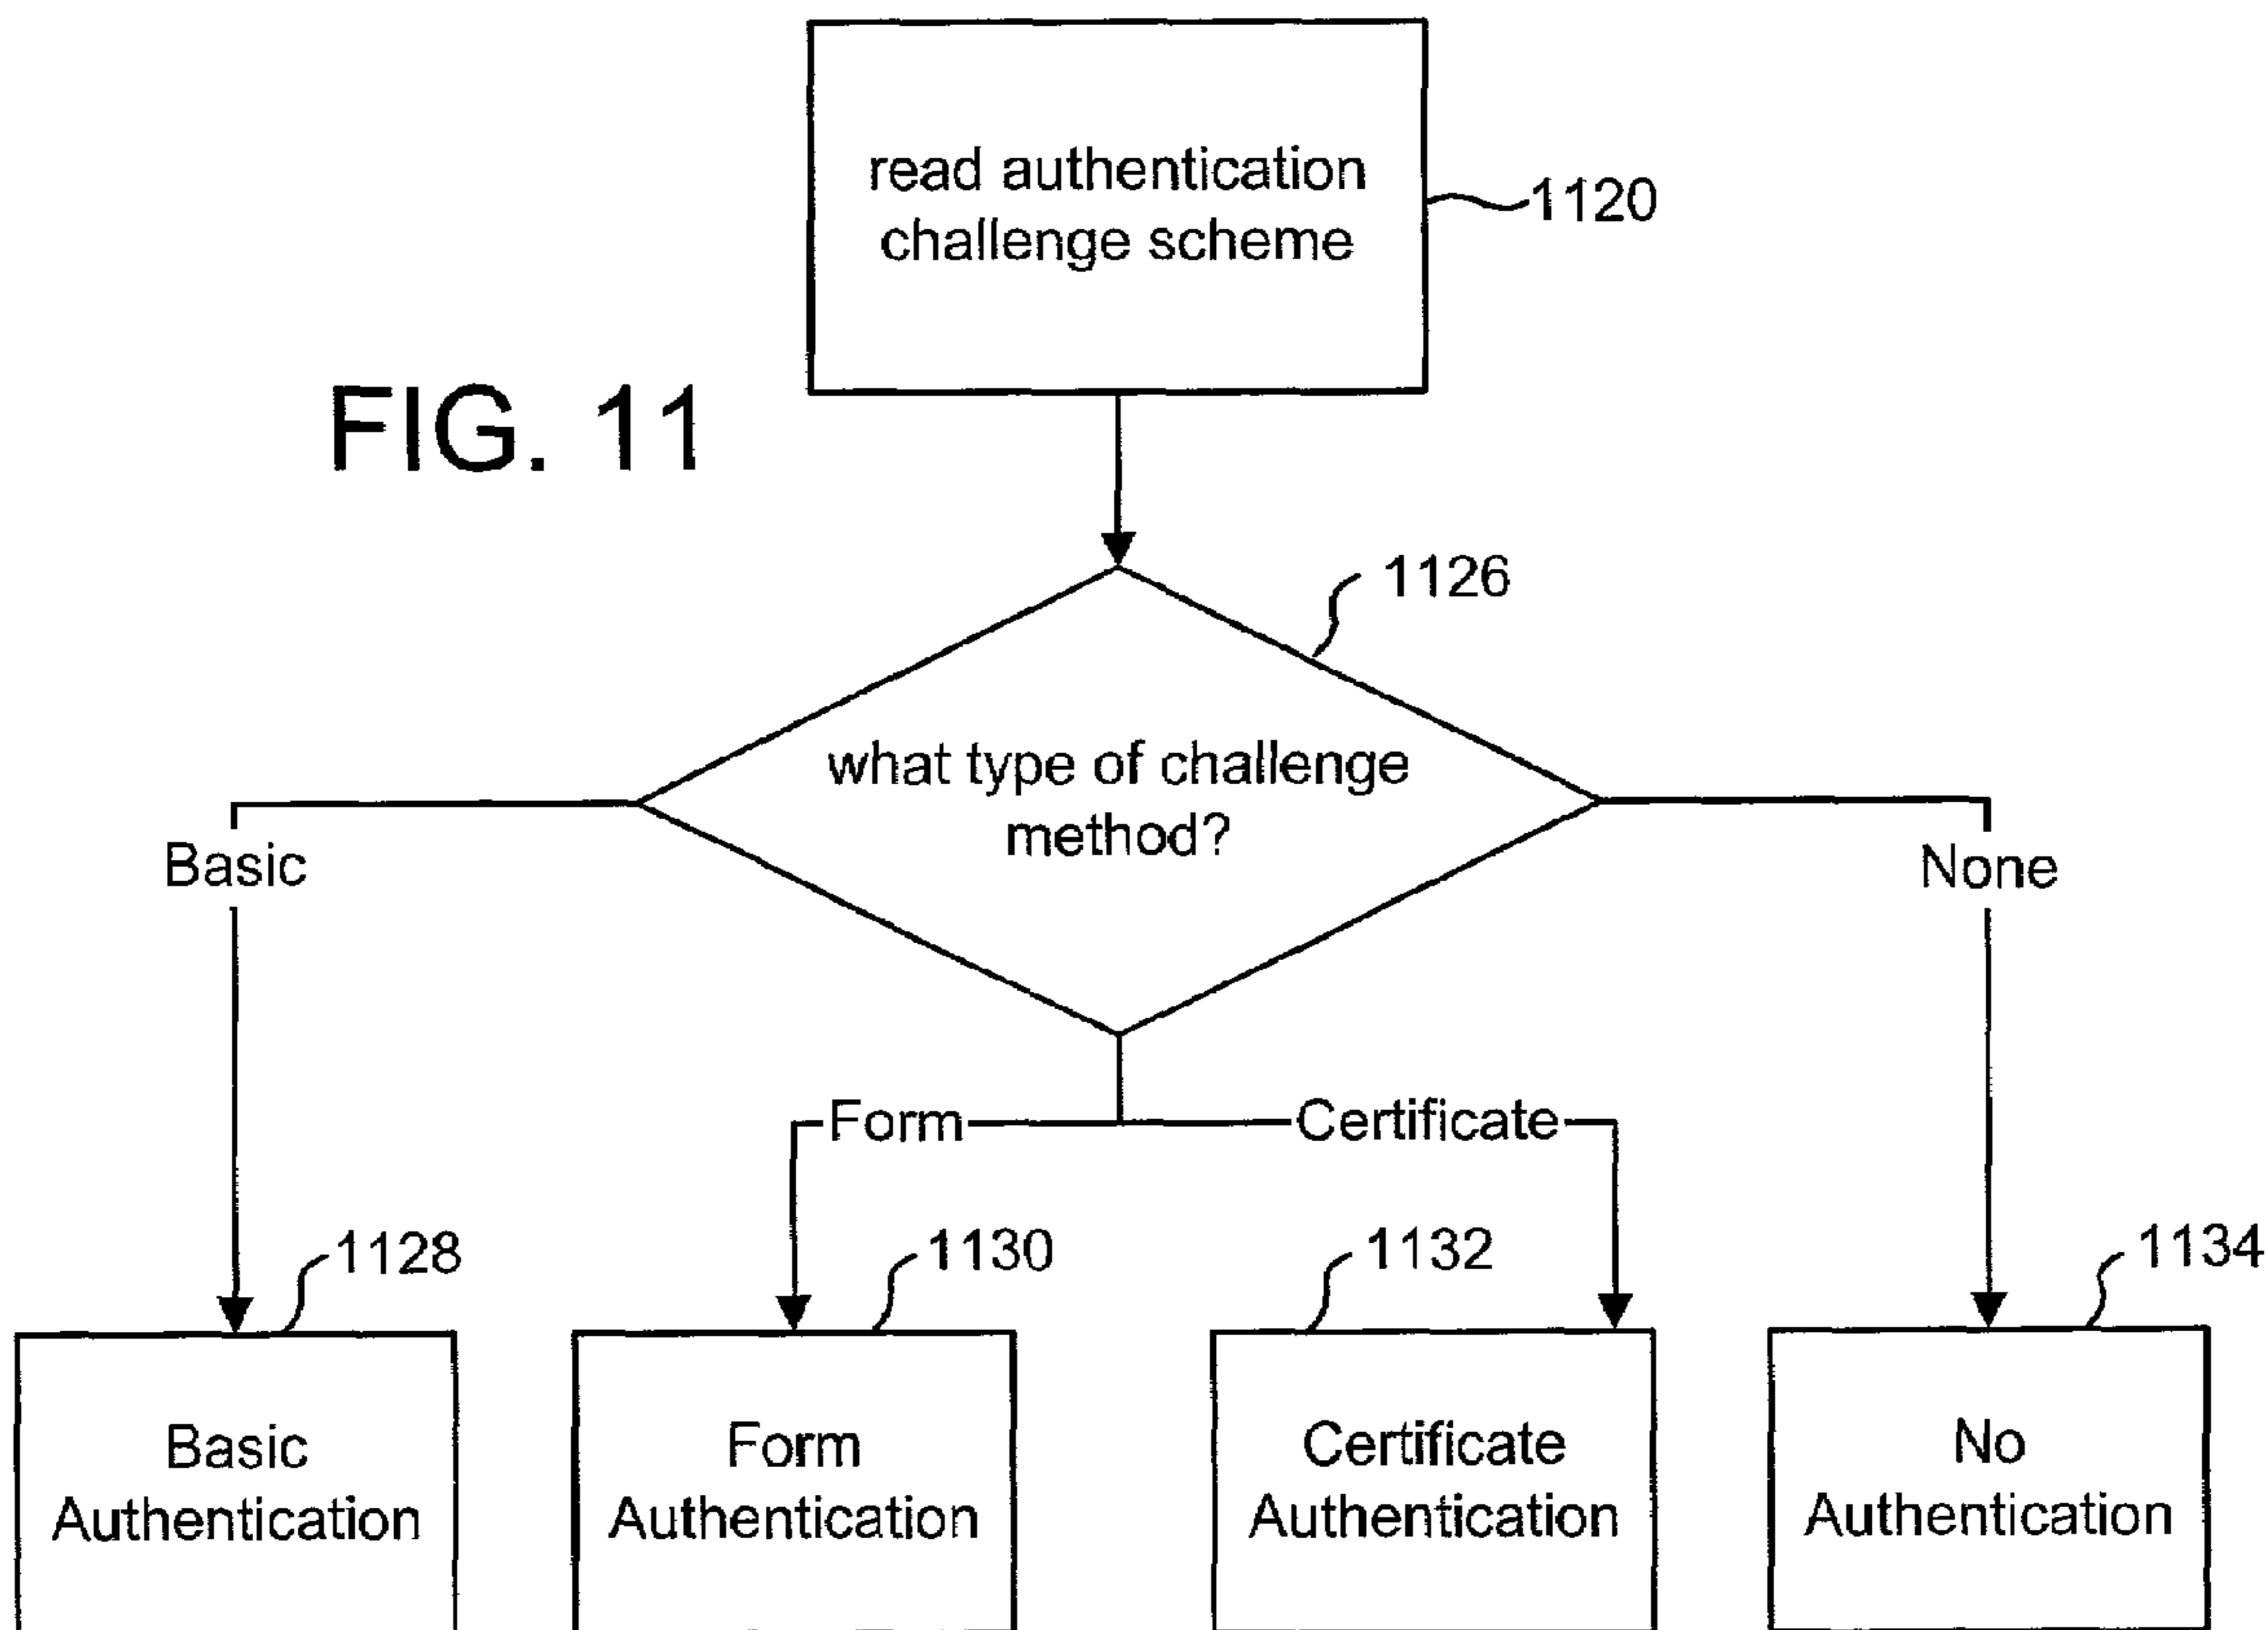 read authentication
challenge scheme
1120
FIG. 11
1126
what type of challenge
method?
Basic
None
Form
Certificate
1128
1130
1132
1134
Basic
Authentication
Form
Authentication
Certificate
Authentication
No
Authentication